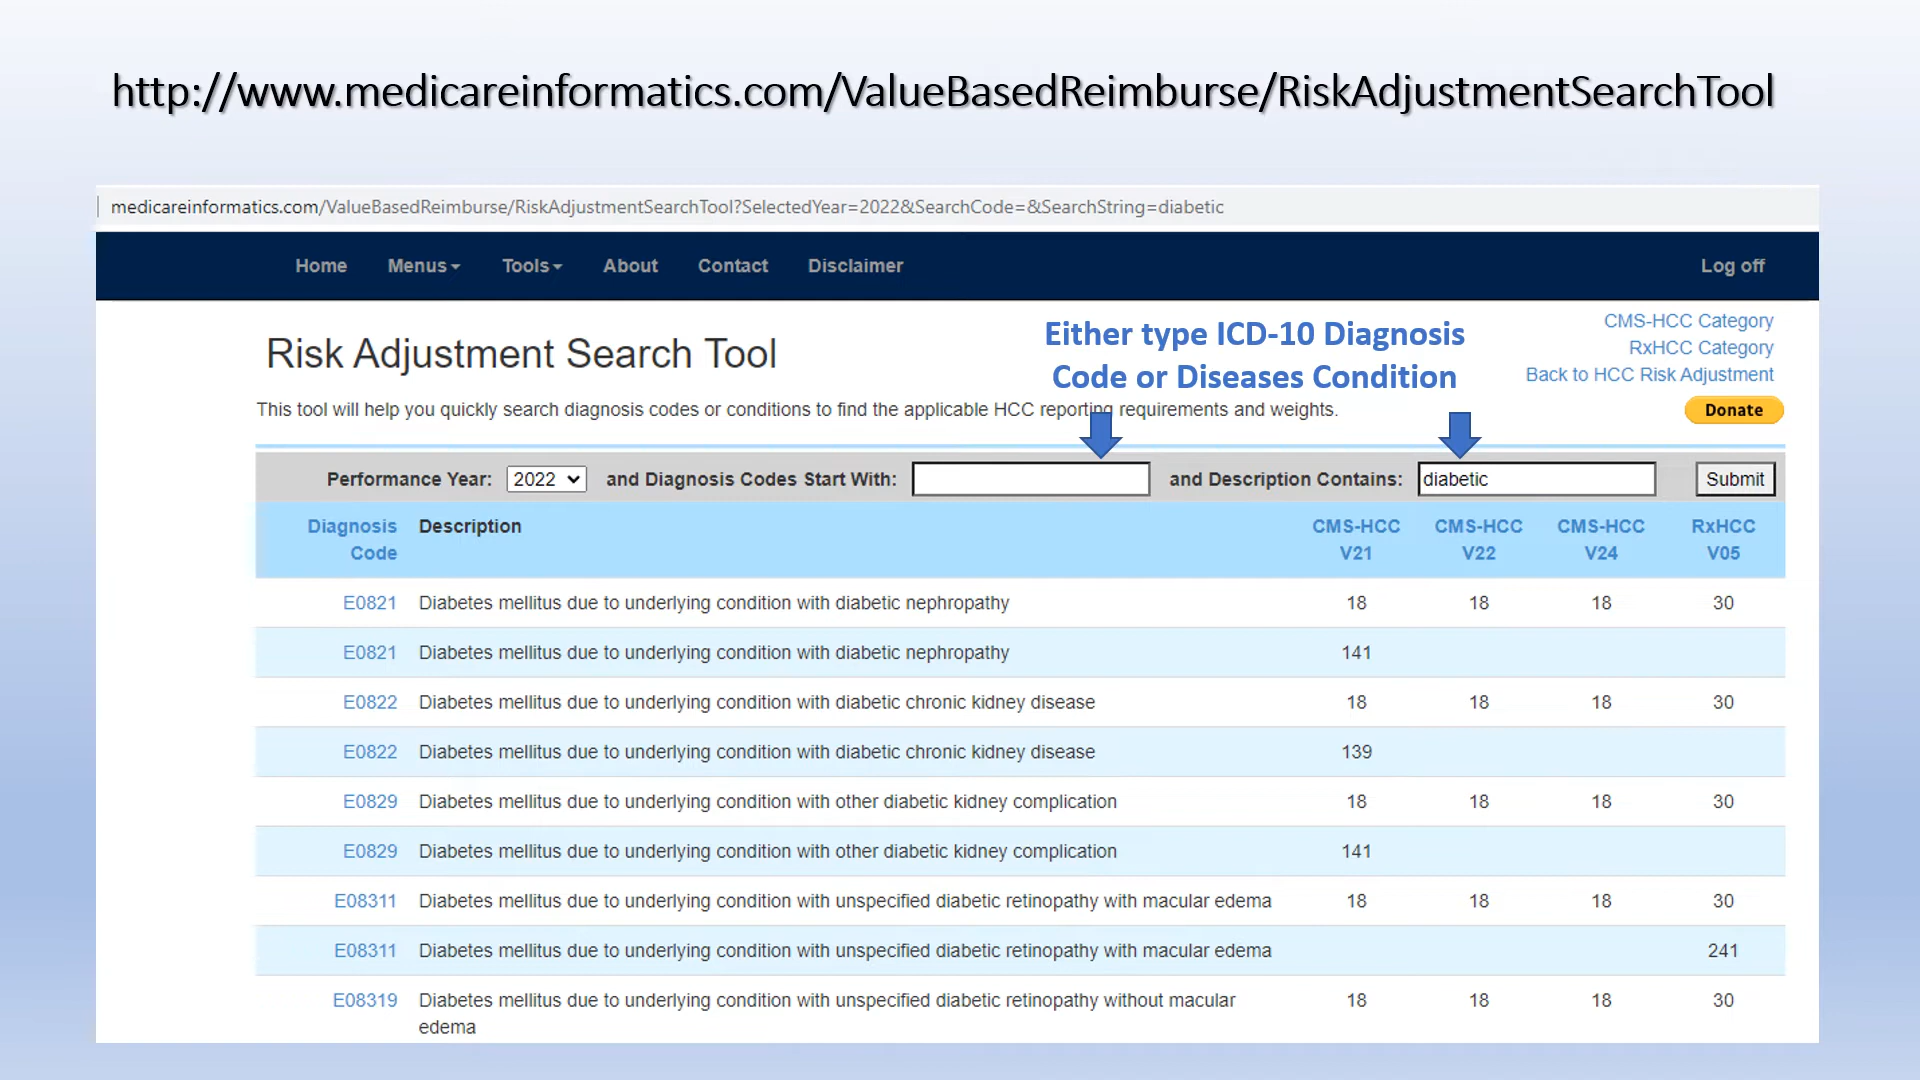 http://www.medicareinformatics.com/ValueBasedReimburse/RiskAdjustmentSearchTool
medicareinformatics.com/ValueBasedReimburse/RiskAdjustmentSearchTool?SelectedYear=2022&SearchCode=&SearchString=diabetic
Home Menus Tools About Contact Disclaimer Log off
CMS-HCC Category
RxHCC Category
Back to HCC Risk Adjustment
Donate
Risk Adjustment Search Tool
Either type ICD-10 Diagnosis
Code or Diseases Condition
This tool will help you quickly search diagnosis codes or conditions to find the applicable HCC reporting requirements and weights.
Performance Year: 2022 and Diagnosis Codes Start With: and Description Contains: diabetic Submit
Diagnosis Description CMS-HCC CMS-HCC CMS-HCC RxHCC
Code V21 V22 V24 V05
E0821 Diabetes mellitus due to underlying condition with diabetic nephropathy 18 18 18 30
E0821 Diabetes mellitus due to underlying condition with diabetic nephropathy 141
E0822 Diabetes mellitus due to underlying condition with diabetic chronic kidney disease 18 18 18 30
E0822 Diabetes mellitus due to underlying condition with diabetic chronic kidney disease 139
E0829 Diabetes mellitus due to underlying condition with other diabetic kidney complication 18 18 18 30
E0829 Diabetes mellitus due to underlying condition with other diabetic kidney complication 141
E08311 Diabetes mellitus due to underlying condition with unspecified diabetic retinopathy with macular edema 18 18 18 30
E08311 Diabetes mellitus due to underlying condition with unspecified diabetic retinopathy with macular edema 241
E08319 Diabetes mellitus due to underlying condition with unspecified diabetic retinopathy without macular 18 18 18 30
edema